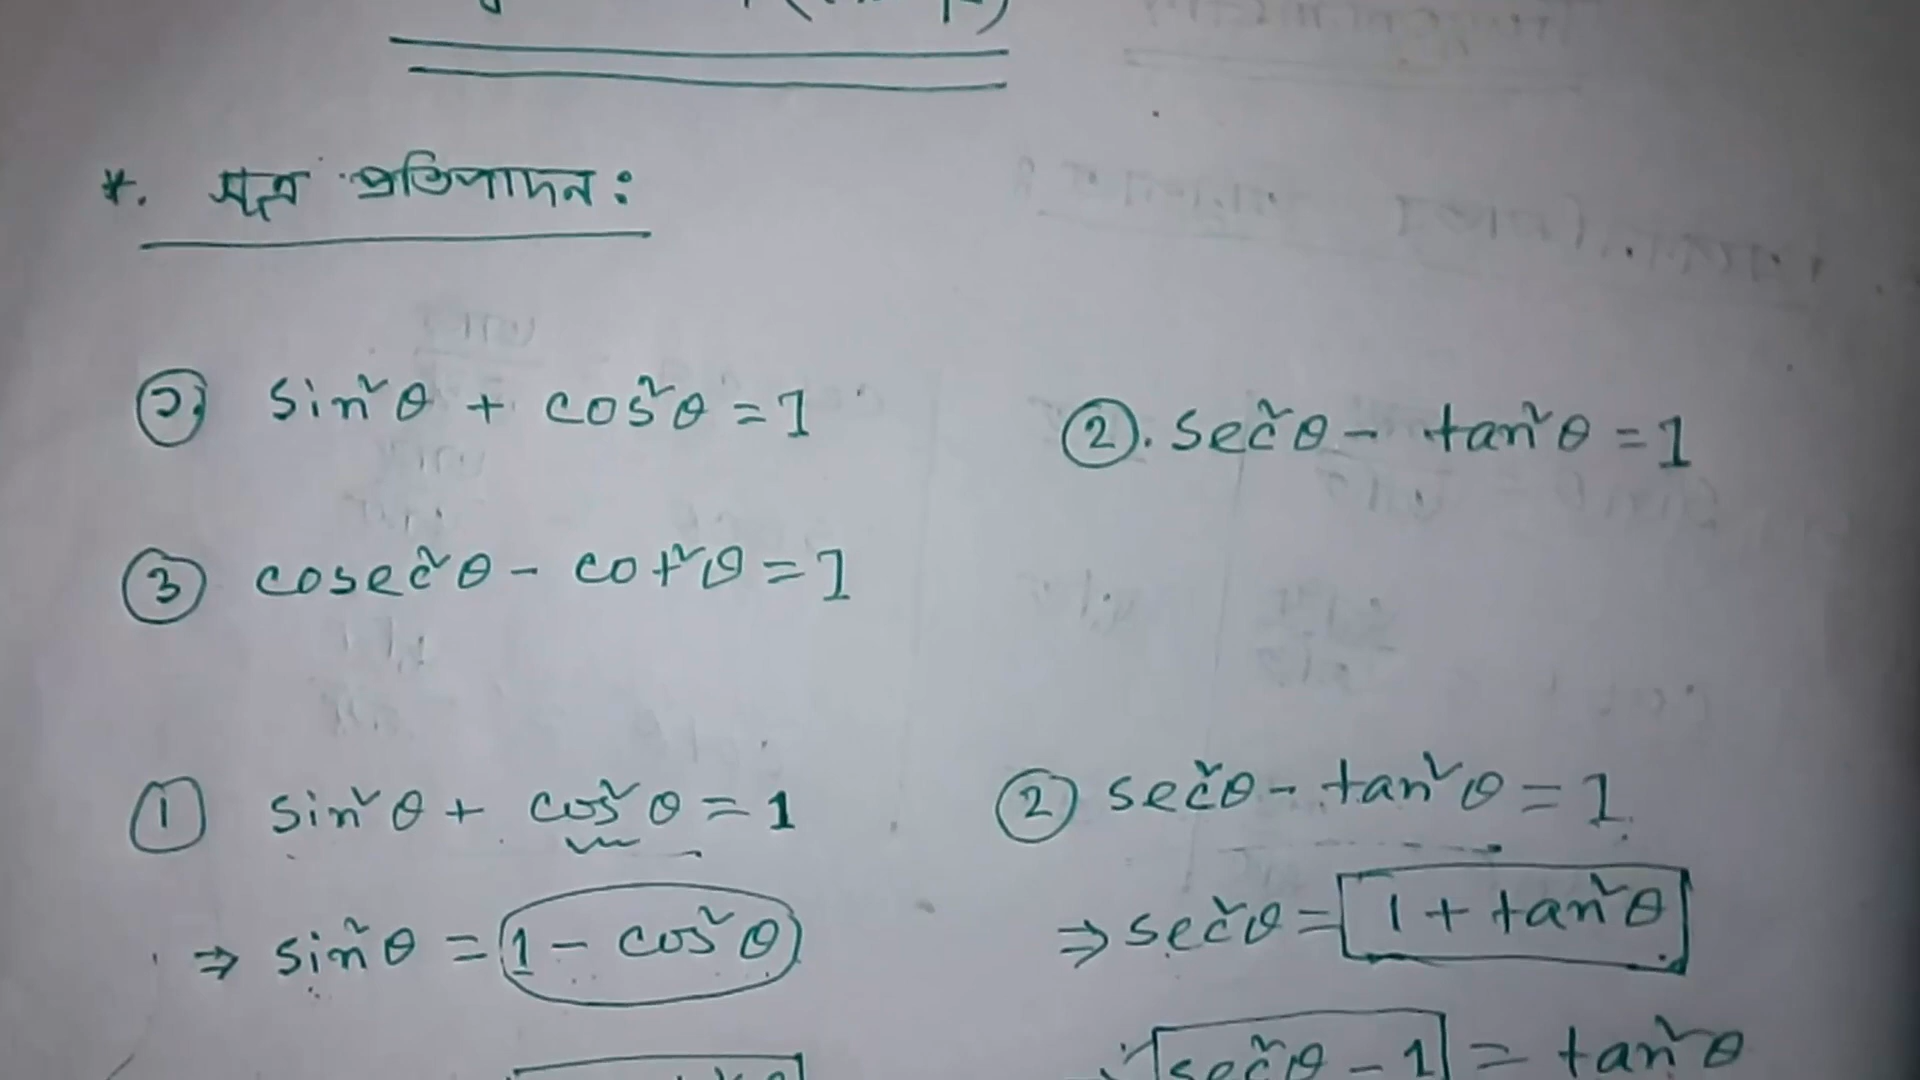 *. সূত্র প্রতিপাদন:
১. sin²θ + cos²θ = 1
2. sec²θ - tan²θ = 1
3 cosec²θ - cot²θ = 1
1 sin²θ + cos²θ = 1
2 sec²θ - tan²θ = 1
⇒ sin²θ = 1 - cos²θ
⇒ sec²θ = 1 + tan²θ
sec²θ - 1 = tan²θ